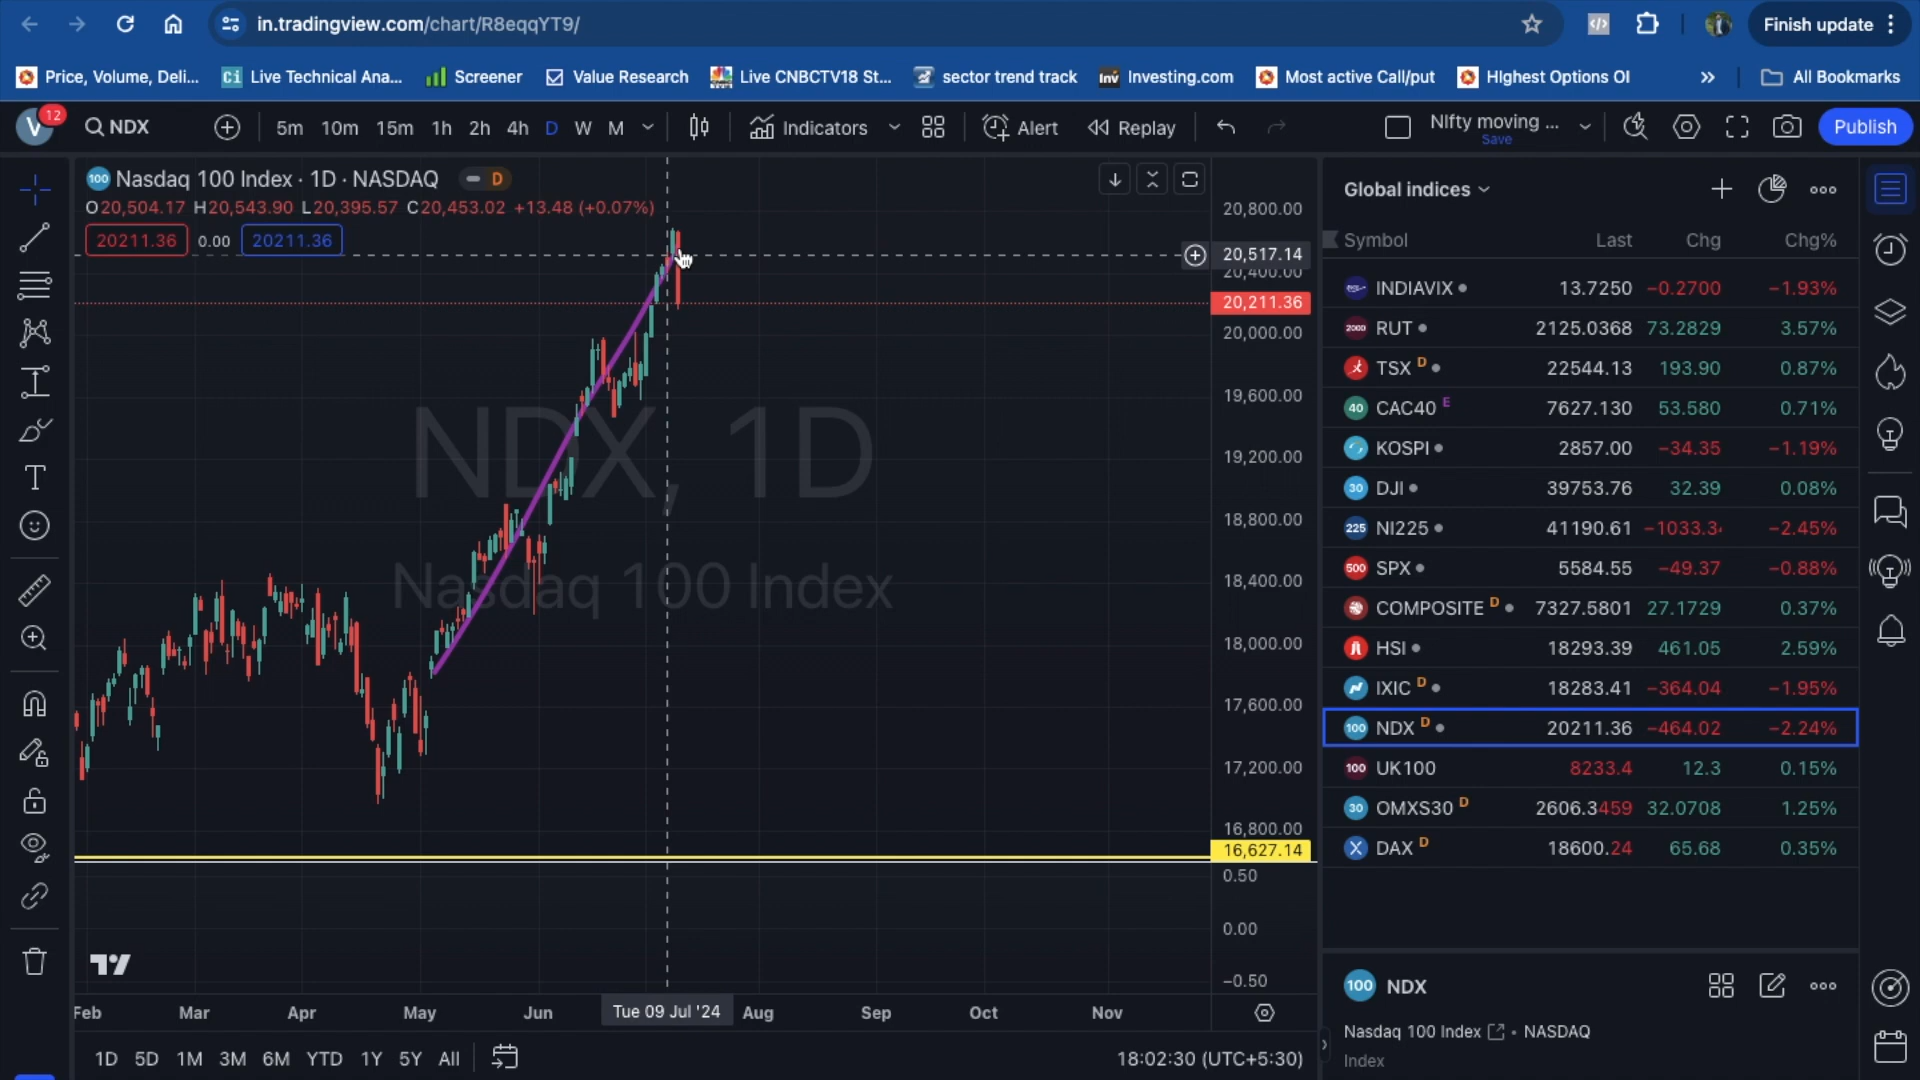 in.tradingview.com/chart/R8eqqYT9/
Finish update
Price, Volume, Deli...
Live Technical Ana...
Screener
Value Research
Live CNBCTV18 St...
sector trend track
Investing.com
Most active Call/put
HIghest Options OI
All Bookmarks
V 12
NDX
5m 10m 15m 1h 2h 4h D W M
Indicators
Alert
Replay
NIfty moving ...
Save
Publish
100 Nasdaq 100 Index · 1D · NASDAQ
D
O20,504.17 H20,543.90 L20,395.57 C20,453.02 +13.48 (+0.07%)
20211.36 0.00 20211.36
20,800.00
20,517.14
20,400.00
20,211.36
20,000.00
19,600.00
19,200.00
18,800.00
18,400.00
18,000.00
17,600.00
17,200.00
16,800.00
16,627.14
0.50
0.00
−0.50
NDX, 1D
Nasdaq 100 Index
Feb Mar Apr May Jun Tue 09 Jul '24 Aug Sep Oct Nov
1D 5D 1M 3M 6M YTD 1Y 5Y All
18:02:30 (UTC+5:30)
Global indices
Symbol Last Chg Chg%
INDIAVIX 13.7250 −0.2700 −1.93%
2000 RUT 2125.0368 73.2829 3.57%
TSX D 22544.13 193.90 0.87%
40 CAC40 E 7627.130 53.580 0.71%
KOSPI 2857.00 −34.35 −1.19%
30 DJI 39753.76 32.39 0.08%
225 NI225 41190.61 −1033.3
−2.45%
500 SPX 5584.55 −49.37 −0.88%
COMPOSITE D 7327.5801 27.1729 0.37%
HSI 18293.39 461.05 2.59%
IXIC D 18283.41 −364.04 −1.95%
100 NDX D 20211.36 −464.02 −2.24%
100 UK100 8233.4 12.3 0.15%
30 OMXS30 D 2606.3459 32.0708 1.25%
X DAX D 18600.24 65.68 0.35%
100 NDX
Nasdaq 100 Index • NASDAQ
Index